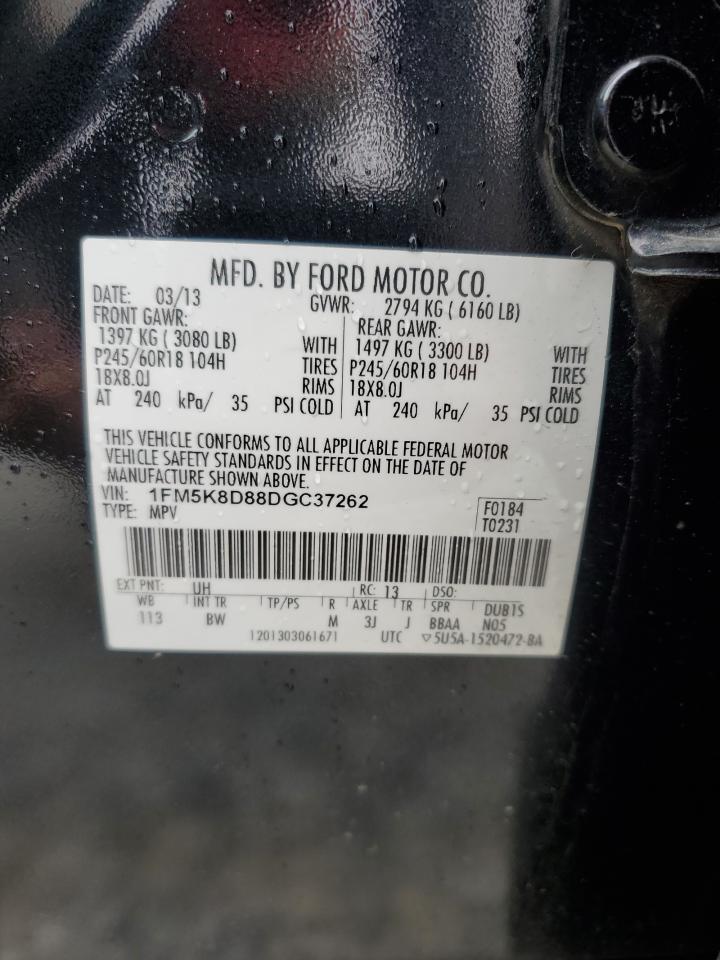 MFD. BY FORD MOTOR CO.
DATE: 03/13 GVWR: 2794 KG ( 6160 LB)
FRONT GAWR: REAR GAWR:
1397 KG ( 3080 LB) WITH 1497 KG ( 3300 LB) WITH
P245/60R18 104H TIRES P245/60R18 104H TIRES
18X8.0J RIMS 18X8.0J RIMS
AT 240 kPa/ 35 PSI COLD AT 240 kPa/ 35 PSI COLD
THIS VEHICLE CONFORMS TO ALL APPLICABLE FEDERAL MOTOR
VEHICLE SAFETY STANDARDS IN EFFECT ON THE DATE OF
MANUFACTURE SHOWN ABOVE.
VIN: 1FM5K8D88DGC37262 F0184
TYPE: MPV T0231
EXT PNT: UH RC: 13 DSO:
WB INT TR TP/PS R AXLE TR SPR DUBIS
113 BW M 3J J BBAA N05
1201303061671 UTC ▽5U5A-1520472-BA